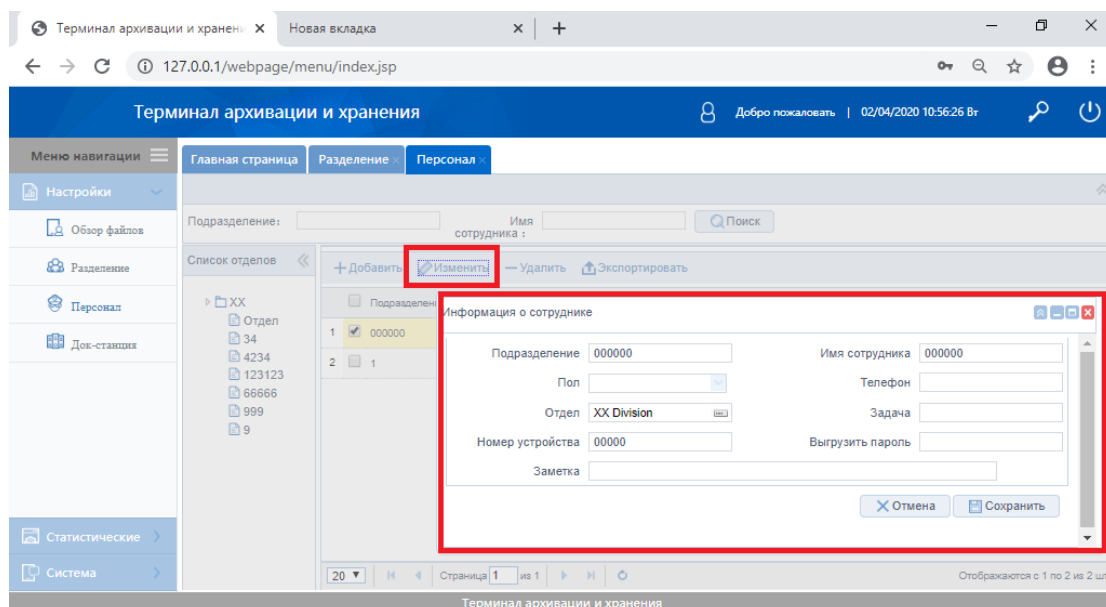 Терминал архивации и хранени Новая вкладка
127.0.0.1/webpage/menu/index.jsp
Терминал архивации и хранения Добро пожаловать | 02/04/2020 10:56:26 Вт
Меню навигации Главная страница Разделение Персонал
Настройки
Обзор файлов
Разделение
Персонал
Док-станция
Статистические
Система
Подразделение: Имя сотрудника : Поиск
Список отделов
XX
Отдел
34
4234
123123
66666
999
9
Добавить Изменить Удалить Экспортировать
Подразделени
1 000000
2 1
Информация о сотруднике
Подразделение 000000 Имя сотрудника 000000
Пол Телефон
Отдел XX Division Задача
Номер устройства 00000 Выгрузить пароль
Заметка
Отмена Сохранить
20 Страница 1 из 1 Отображаются с 1 по 2 из 2 шт
Терминал архивации и хранения